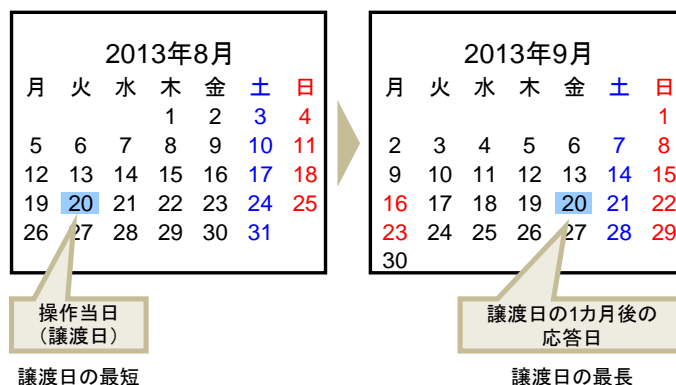 2013年8月
月 火 水 木 金 土 日
1 2 3 4
5 6 7 8 9 10 11
12 13 14 15 16 17 18
19 20 21 22 23 24 25
26 27 28 29 30 31
操作当日
(譲渡日)
譲渡日の最短
2013年9月
月 火 水 木 金 土 日
1
2 3 4 5 6 7 8
9 10 11 12 13 14 15
16 17 18 19 20 21 22
23 24 25 26 27 28 29
30
譲渡日の1カ月後の
応答日
譲渡日の最長